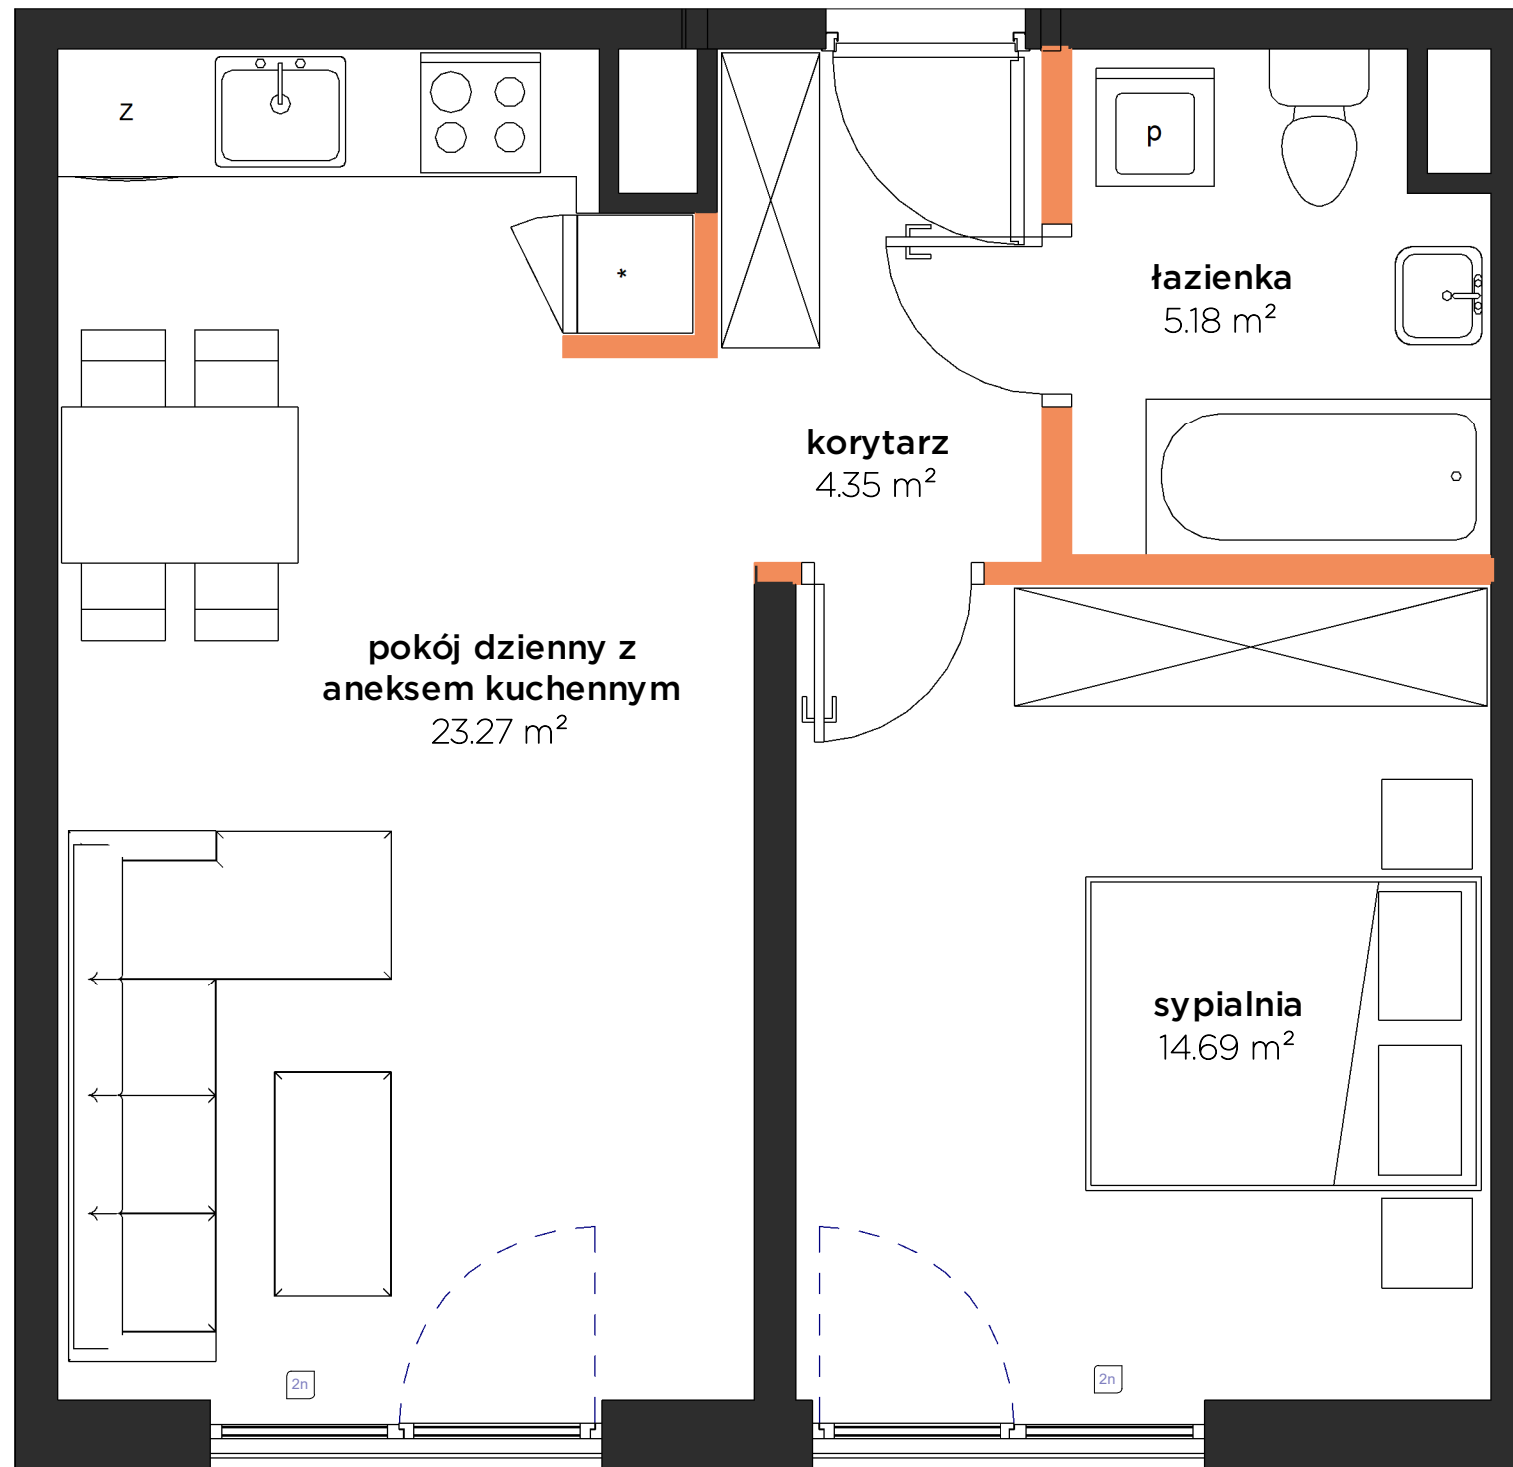 z
p
*
łazienka
5.18 m²
korytarz
4.35 m²
pokój dzienny z
aneksem kuchennym
23.27 m²
sypialnia
14.69 m²
2n
2n